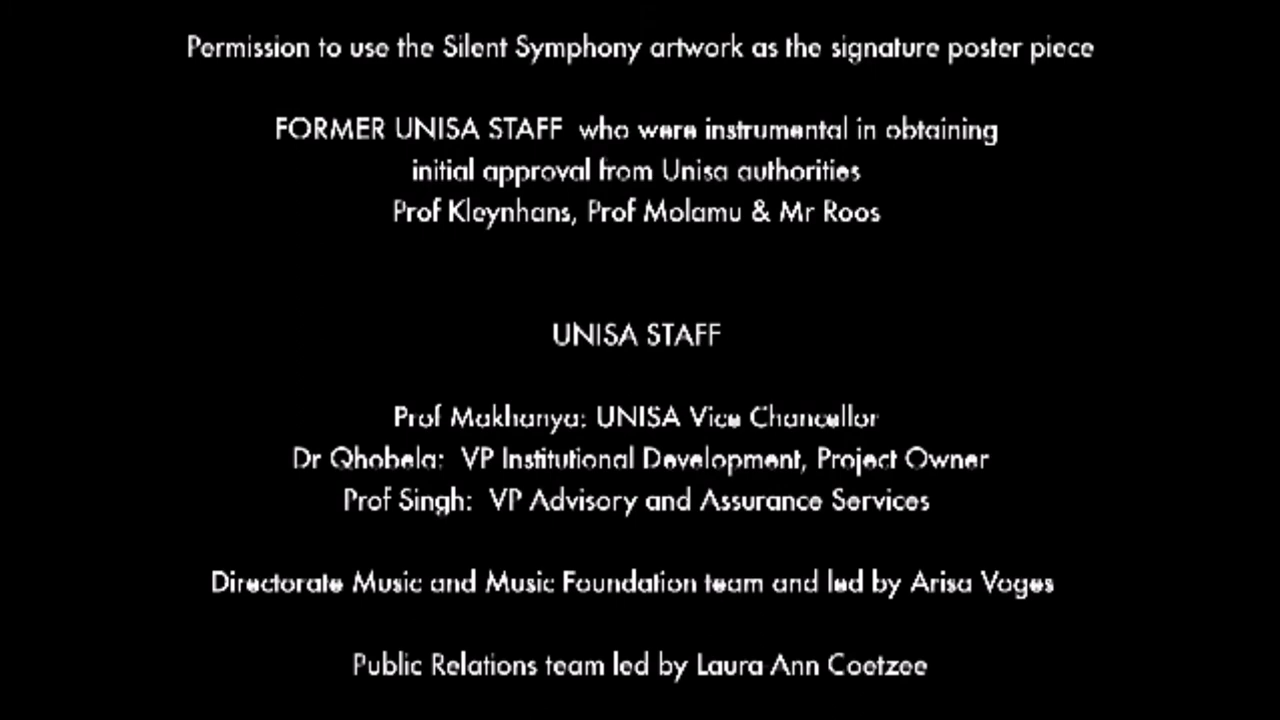 Permission to use the Silent Symphony artwork as the signature poster piece
FORMER UNISA STAFF who were instrumental in obtaining
initial approval from Unisa authorities
Prof Kleynhans, Prof Molamu & Mr Roos
UNISA STAFF
Prof Makhanya: UNISA Vice Chancellor
Dr Qhobela: VP Institutional Development, Project Owner
Prof Singh: VP Advisory and Assurance Services
Directorate Music and Music Foundation team and led by Arisa Voges
Public Relations team led by Laura Ann Coetzee